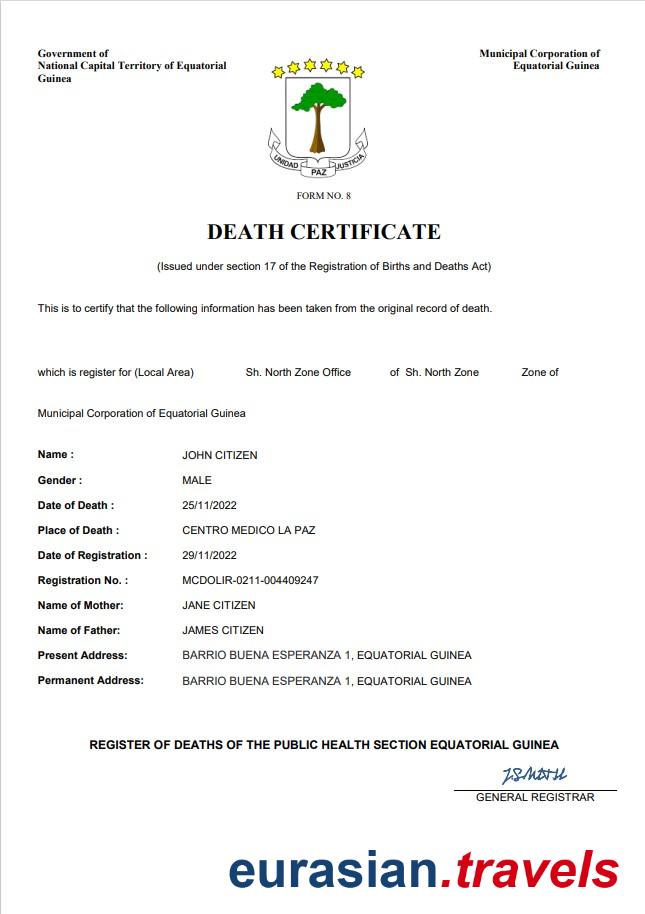 Government of
National Capital Territory of Equatorial
Guinea
Municipal Corporation of
Equatorial Guinea
UNIDAD PAZ JUSTICIA
FORM NO. 8
DEATH CERTIFICATE
(Issued under section 17 of the Registration of Births and Deaths Act)
This is to certify that the following information has been taken from the original record of death.
which is register for (Local Area) Sh. North Zone Office of Sh. North Zone Zone of
Municipal Corporation of Equatorial Guinea
Name : JOHN CITIZEN
Gender : MALE
Date of Death : 25/11/2022
Place of Death : CENTRO MEDICO LA PAZ
Date of Registration : 29/11/2022
Registration No. : MCDOLIR-0211-004409247
Name of Mother: JANE CITIZEN
Name of Father: JAMES CITIZEN
Present Address: BARRIO BUENA ESPERANZA 1, EQUATORIAL GUINEA
Permanent Address: BARRIO BUENA ESPERANZA 1, EQUATORIAL GUINEA
REGISTER OF DEATHS OF THE PUBLIC HEALTH SECTION EQUATORIAL GUINEA
GENERAL REGISTRAR
eurasian.travels